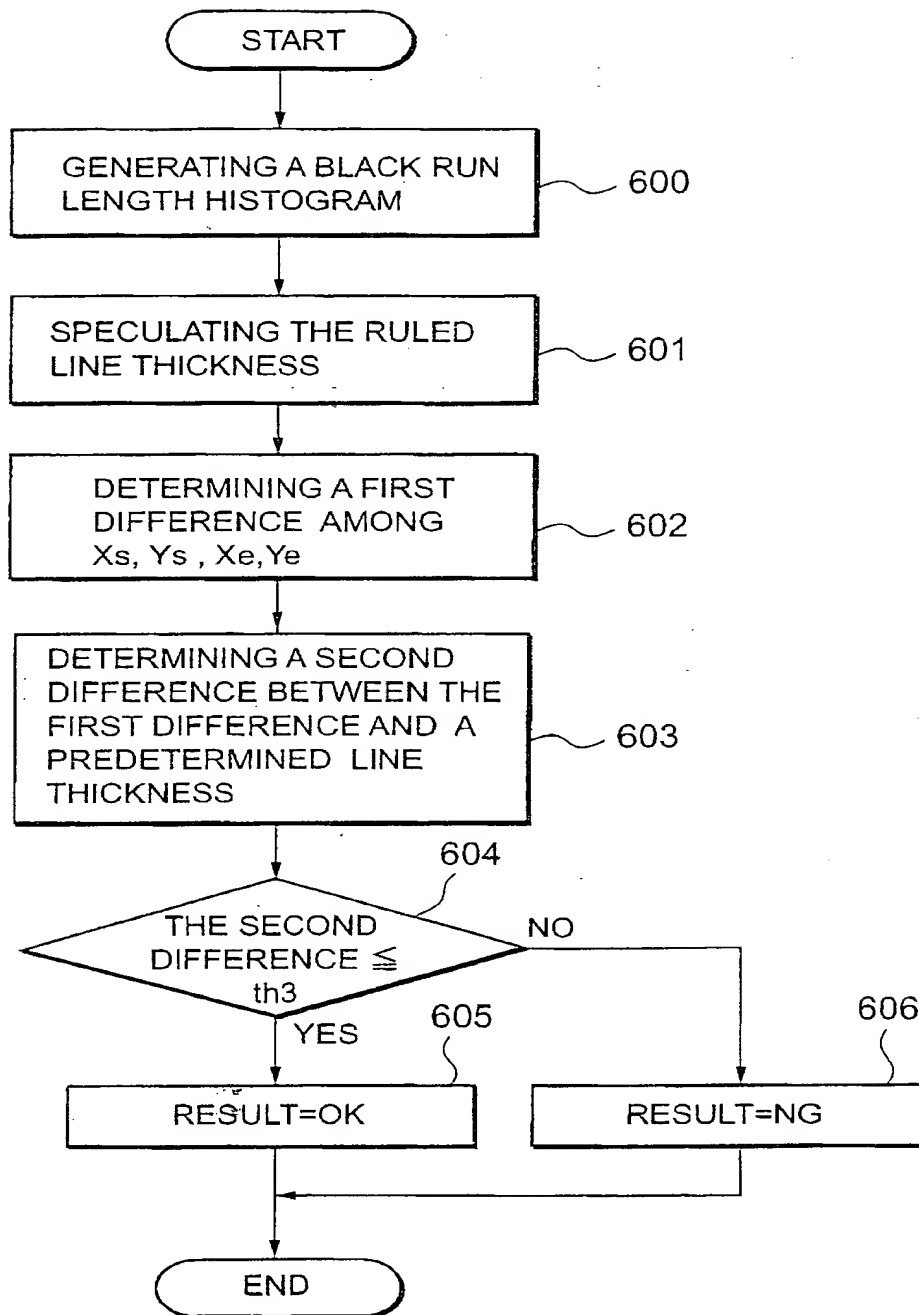 START
GENERATING A BLACK RUN
LENGTH HISTOGRAM
600
SPECULATING THE RULED
LINE THICKNESS
601
DETERMINING A FIRST
DIFFERENCE AMONG
Xs, Ys , Xe,Ye
602
DETERMINING A SECOND
DIFFERENCE BETWEEN THE
FIRST DIFFERENCE AND A
PREDETERMINED LINE
THICKNESS
603
604
THE SECOND
DIFFERENCE ≦
th3
NO
YES
605
RESULT=OK
606
RESULT=NG
END